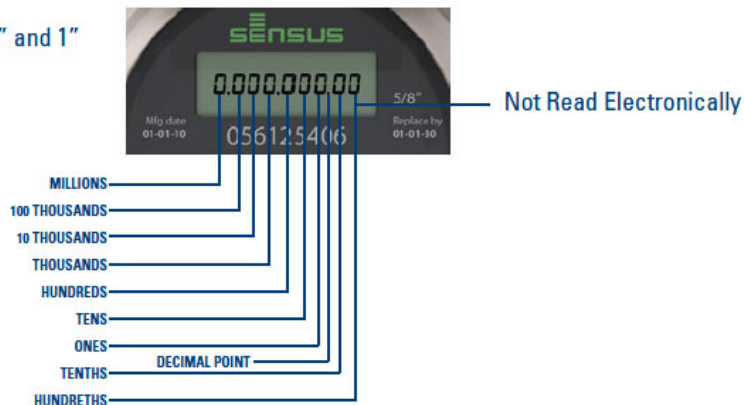 " and 1"
sensus
0.000.000.00
5/8"
Not Read Electronically
Mfg date
01-01-10
056125406
Replace by
01-01-30
MILLIONS
100 THOUSANDS
10 THOUSANDS
THOUSANDS
HUNDREDS
TENS
ONES
DECIMAL POINT
TENTHS
HUNDRETHS